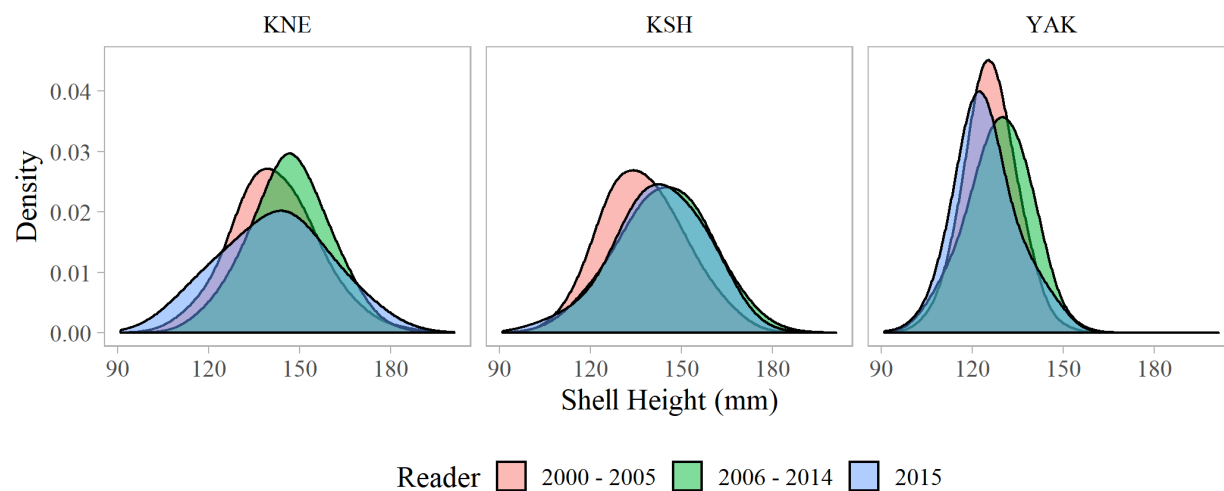 KNE KSH YAK
0.04
0.03
0.02
0.01
0.00
Density
90 120 150 180 90 120 150 180 90 120 150 180
Shell Height (mm)
Reader 2000 - 2005 2006 - 2014 2015